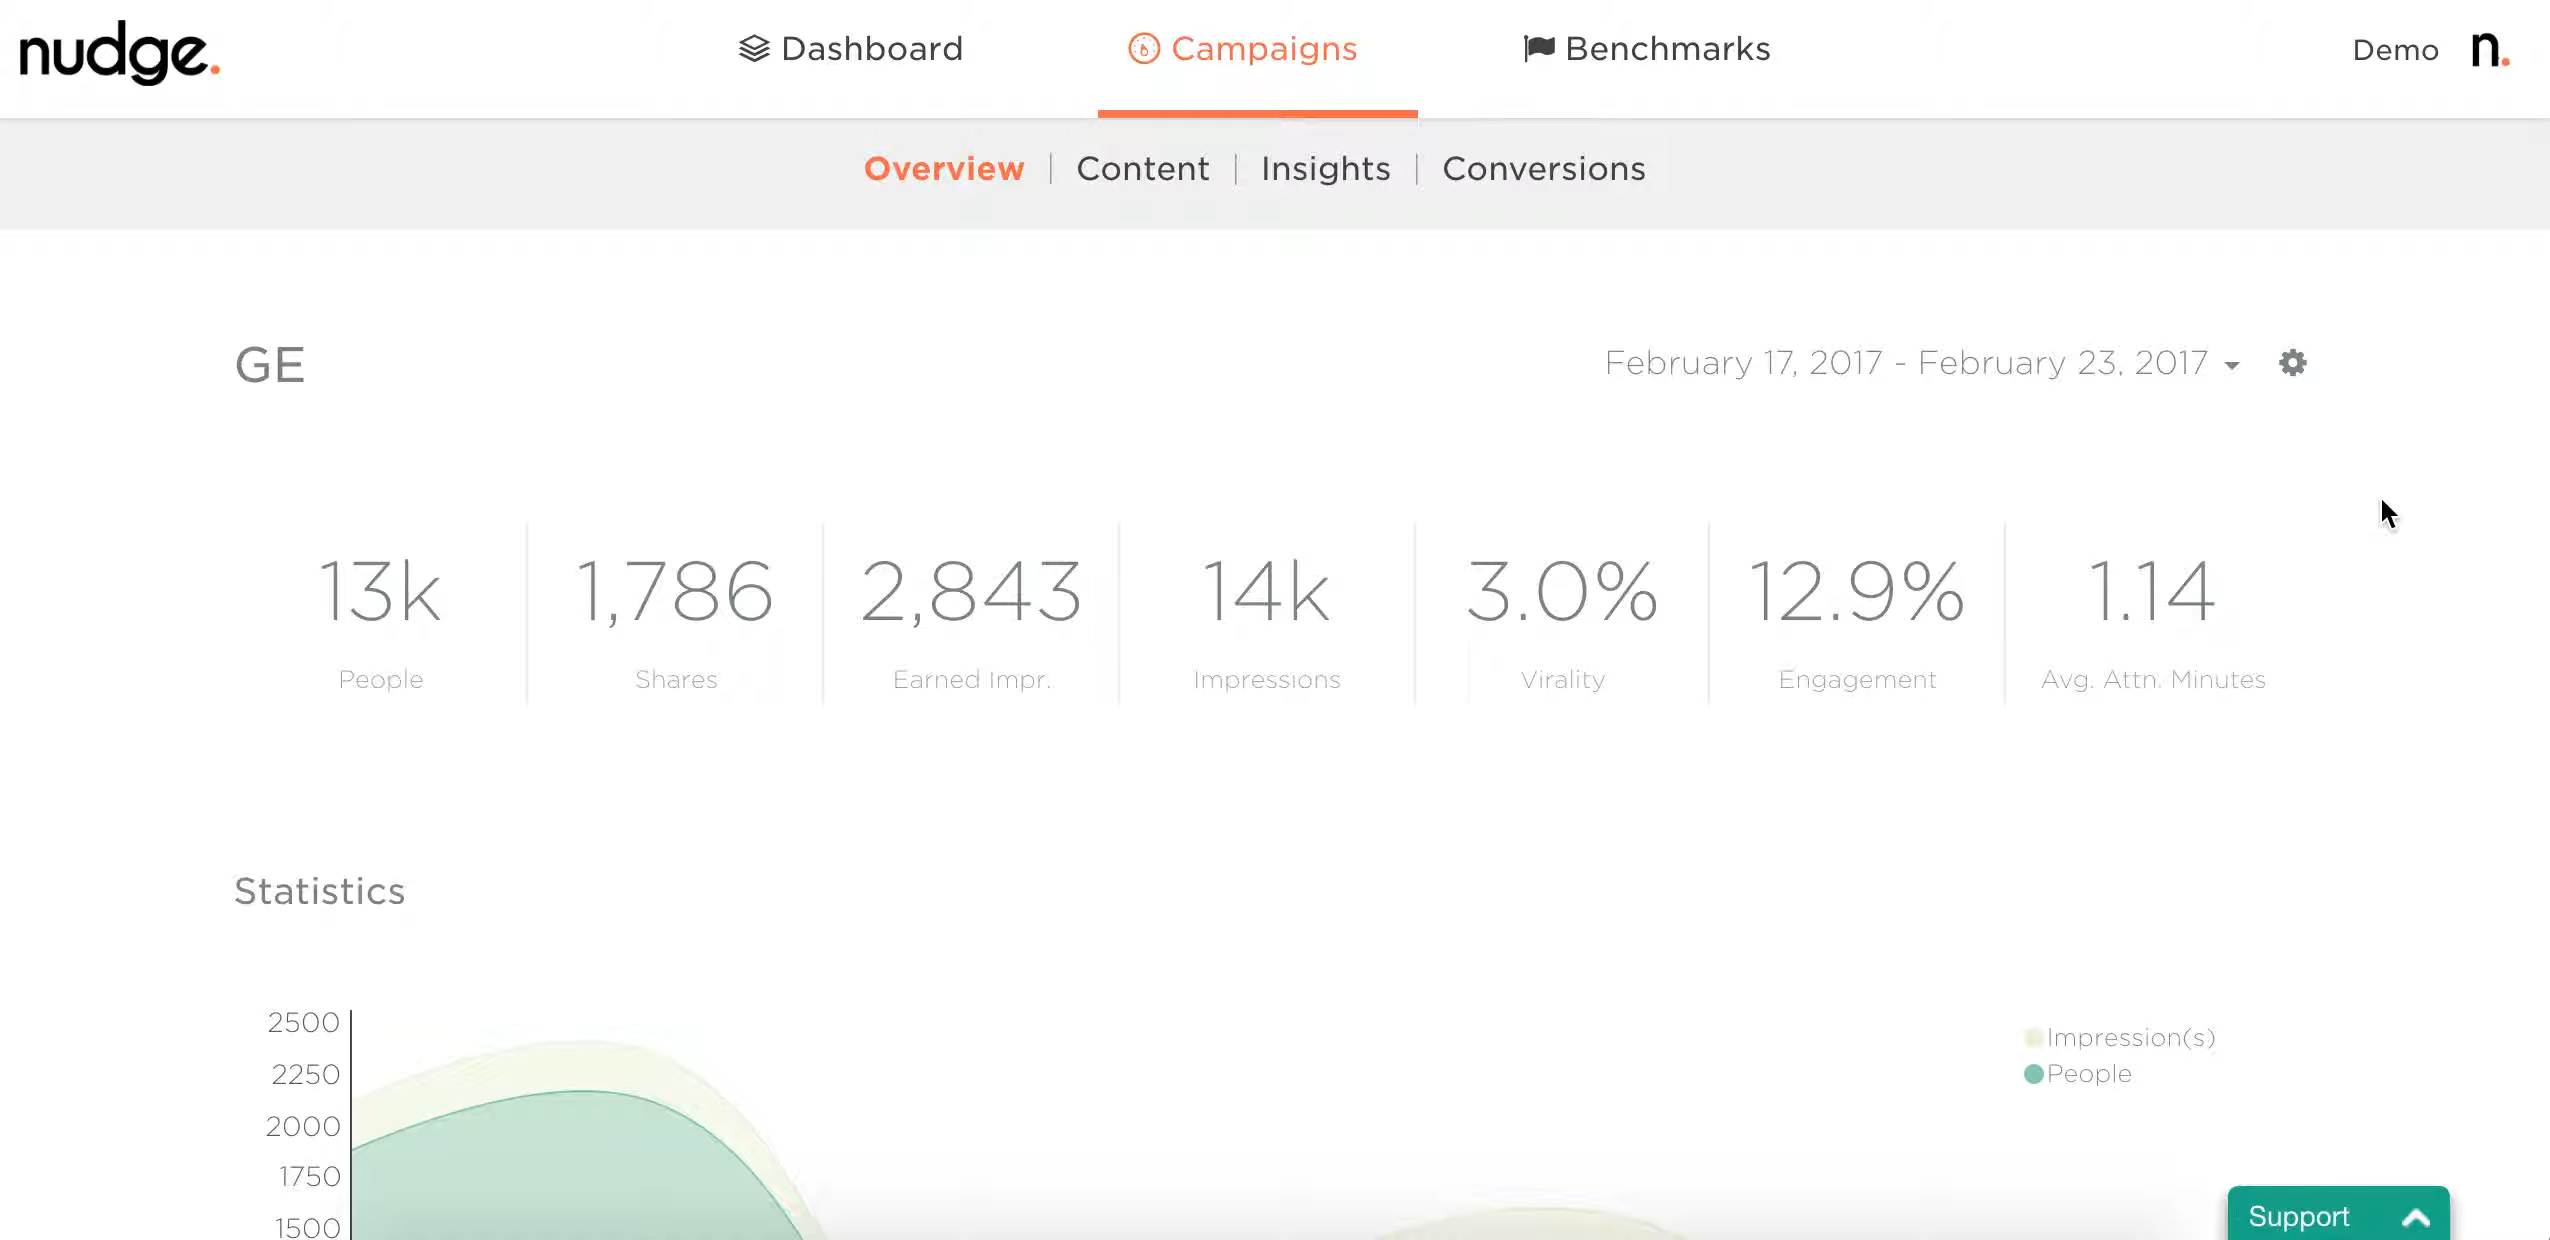 nudge.
Dashboard
Campaigns
Benchmarks
Demo n.
Overview | Content | Insights | Conversions
GE
February 17, 2017 - February 23, 2017
13k
People
1,786
Shares
2,843
Earned Impr.
14k
Impressions
3.0%
Virality
12.9%
Engagement
1.14
Avg. Attn. Minutes
Statistics
2500
2250
2000
1750
1500
Impression(s)
People
Support